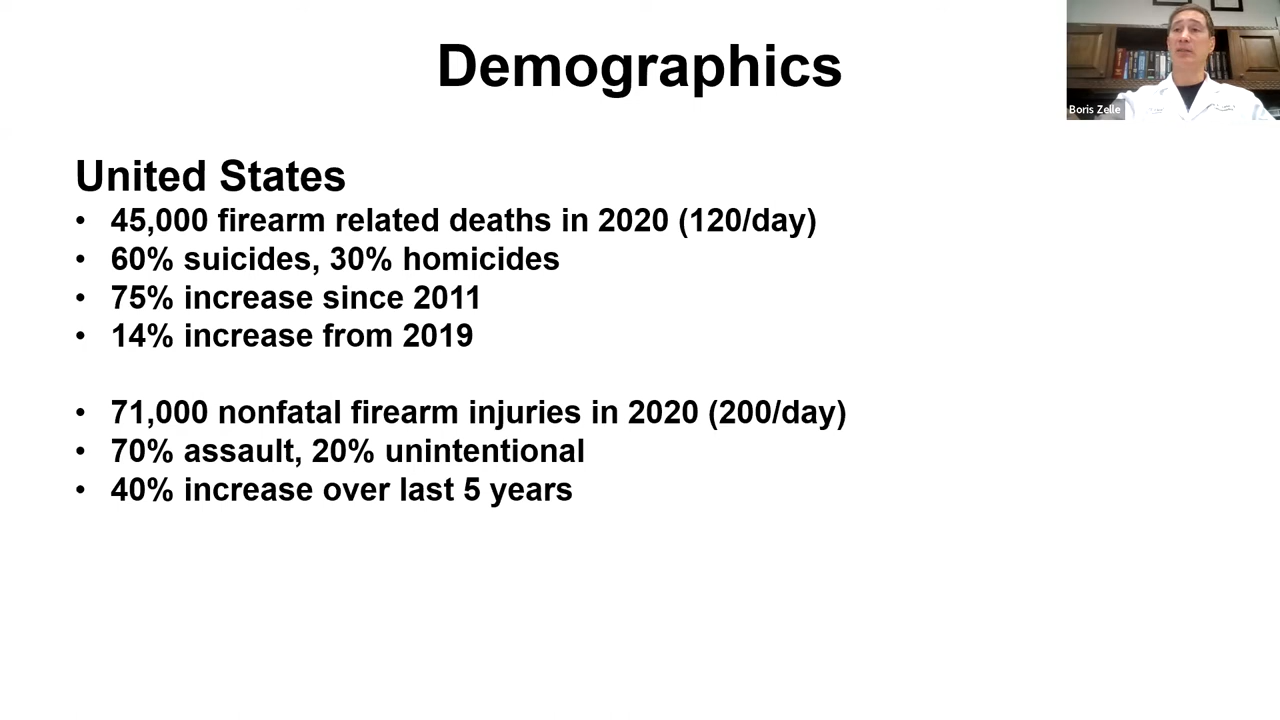 Demographics
Boris Zelle
United States
• 45,000 firearm related deaths in 2020 (120/day)
• 60% suicides, 30% homicides
• 75% increase since 2011
• 14% increase from 2019
• 71,000 nonfatal firearm injuries in 2020 (200/day)
• 70% assault, 20% unintentional
• 40% increase over last 5 years